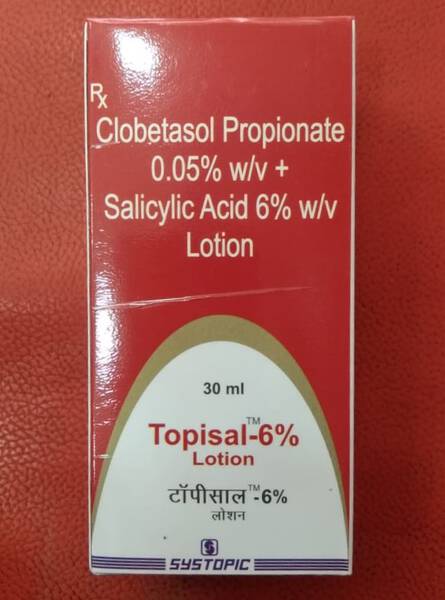 Rx
Clobetasol Propionate
0.05% w/v +
Salicylic Acid 6% w/v
Lotion
30 ml
Topisal™-6%
Lotion
टॉपीसाल™-6%
लोशन
SYSTOPIC